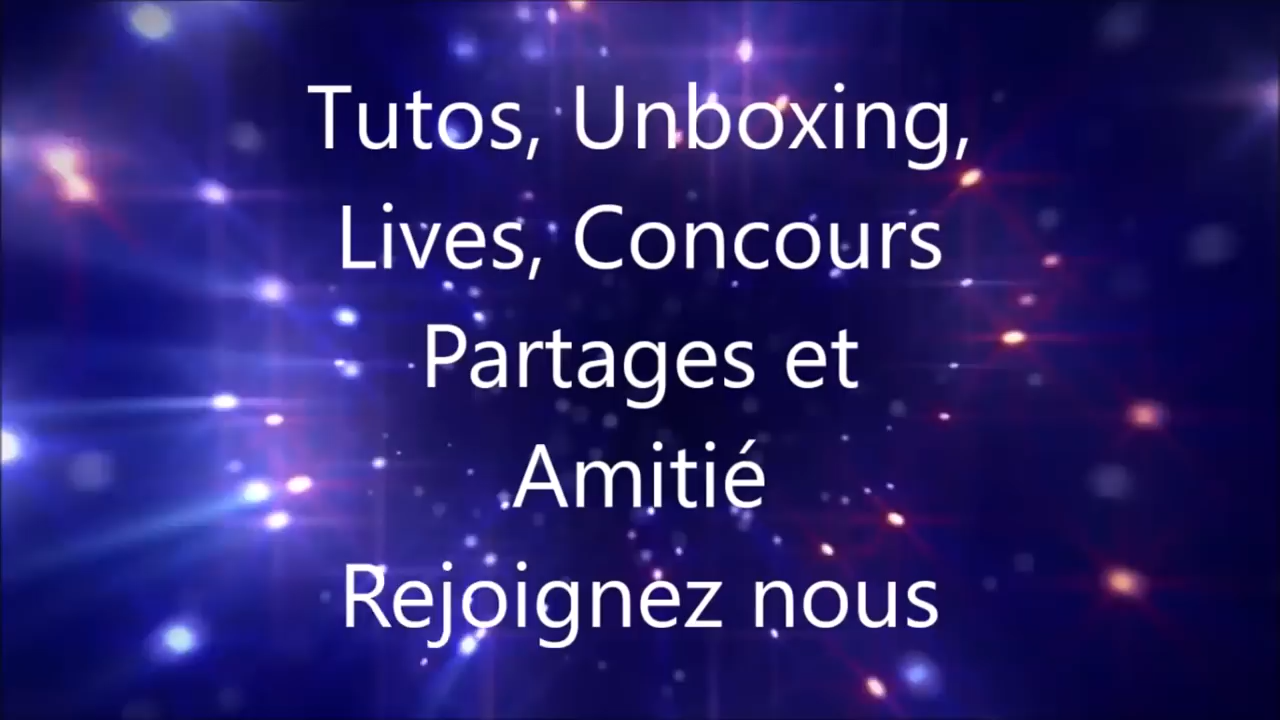 Tutos, Unboxing,
Lives, Concours
Partages et
Amitié
Rejoignez nous